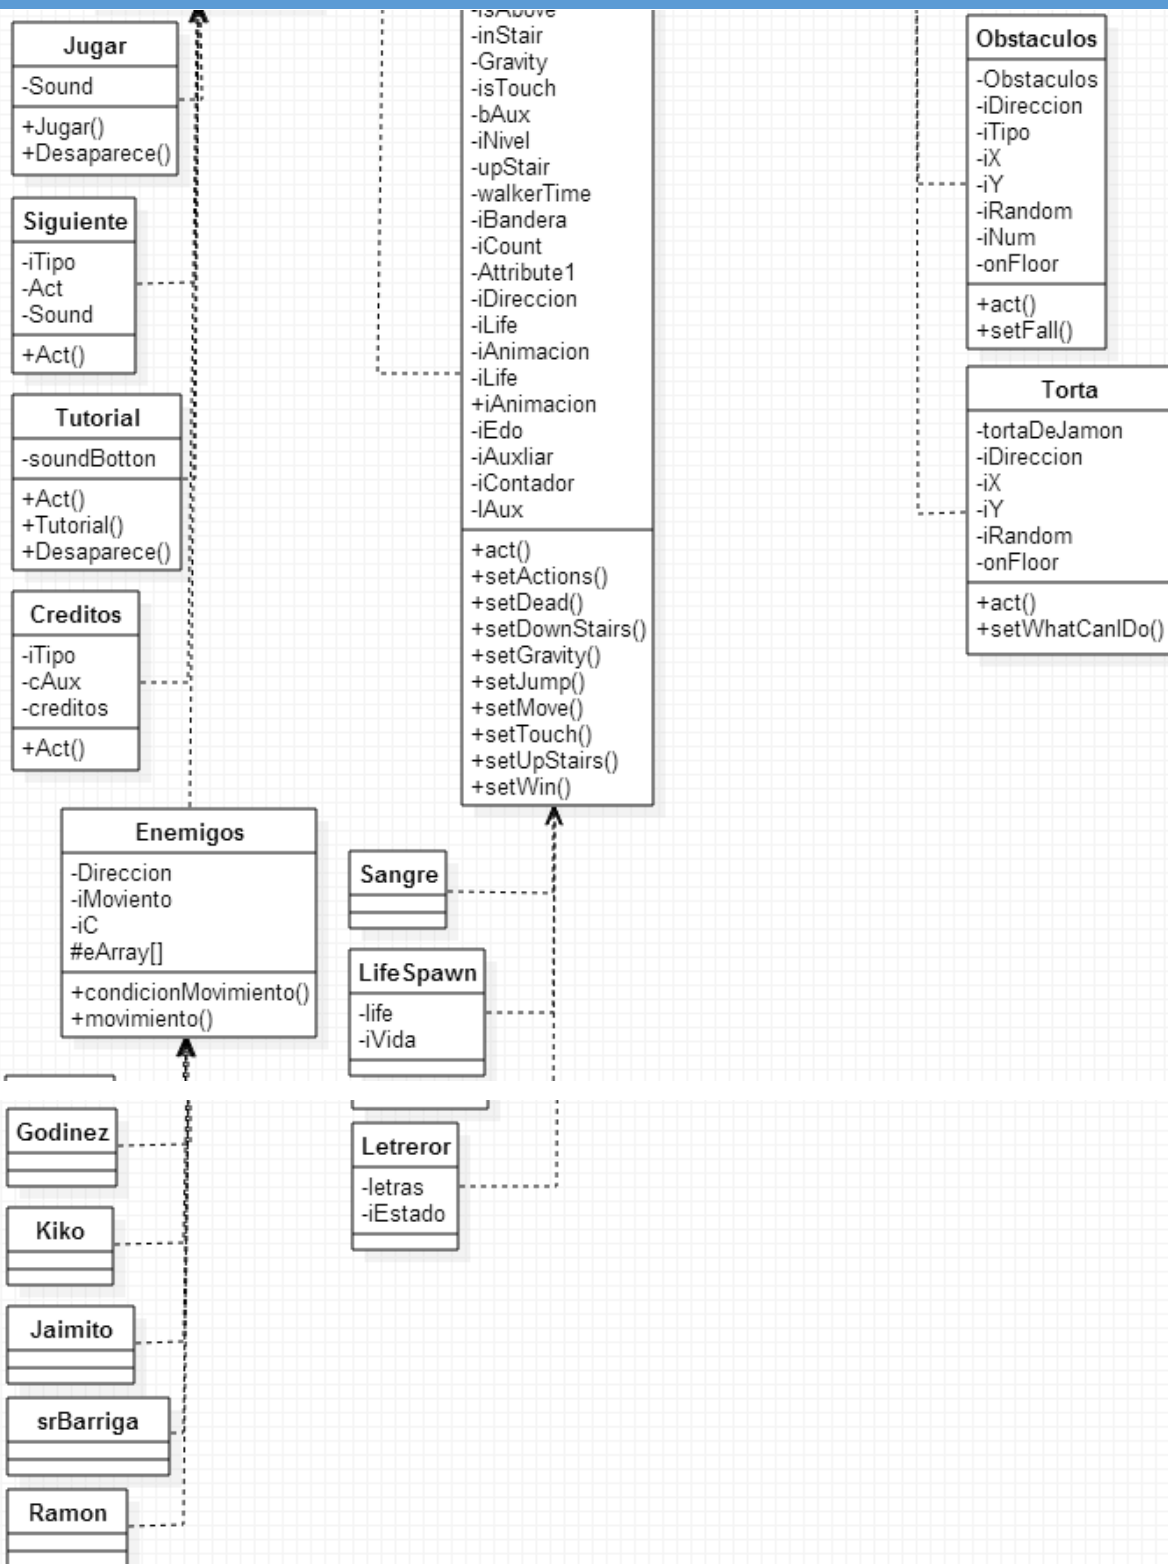 Jugar
-Sound
+Jugar()
+Desaparece()
Siguiente
-iTipo
-Act
-Sound
+Act()
Tutorial
-soundBotton
+Act()
+Tutorial()
+Desaparece()
Creditos
-iTipo
-cAux
-creditos
+Act()
Enemigos
-Direccion
-iMoviento
-iC
#eArray[]
+condicionMovimiento()
+movimiento()
Godinez
Kiko
Jaimito
srBarriga
Ramon
-isAbove
-inStair
-Gravity
-isTouch
-bAux
-iNivel
-upStair
-walkerTime
-iBandera
-iCount
-Attribute1
-iDireccion
-iLife
-iAnimacion
-iLife
+iAnimacion
-iEdo
-iAuxliar
-iContador
-lAux
+act()
+setActions()
+setDead()
+setDownStairs()
+setGravity()
+setJump()
+setMove()
+setTouch()
+setUpStairs()
+setWin()
Sangre
LifeSpawn
-life
-iVida
Letreror
-letras
-iEstado
Obstaculos
-Obstaculos
-iDireccion
-iTipo
-iX
-iY
-iRandom
-iNum
-onFloor
+act()
+setFall()
Torta
-tortaDeJamon
-iDireccion
-iX
-iY
-iRandom
-onFloor
+act()
+setWhatCanIDo()